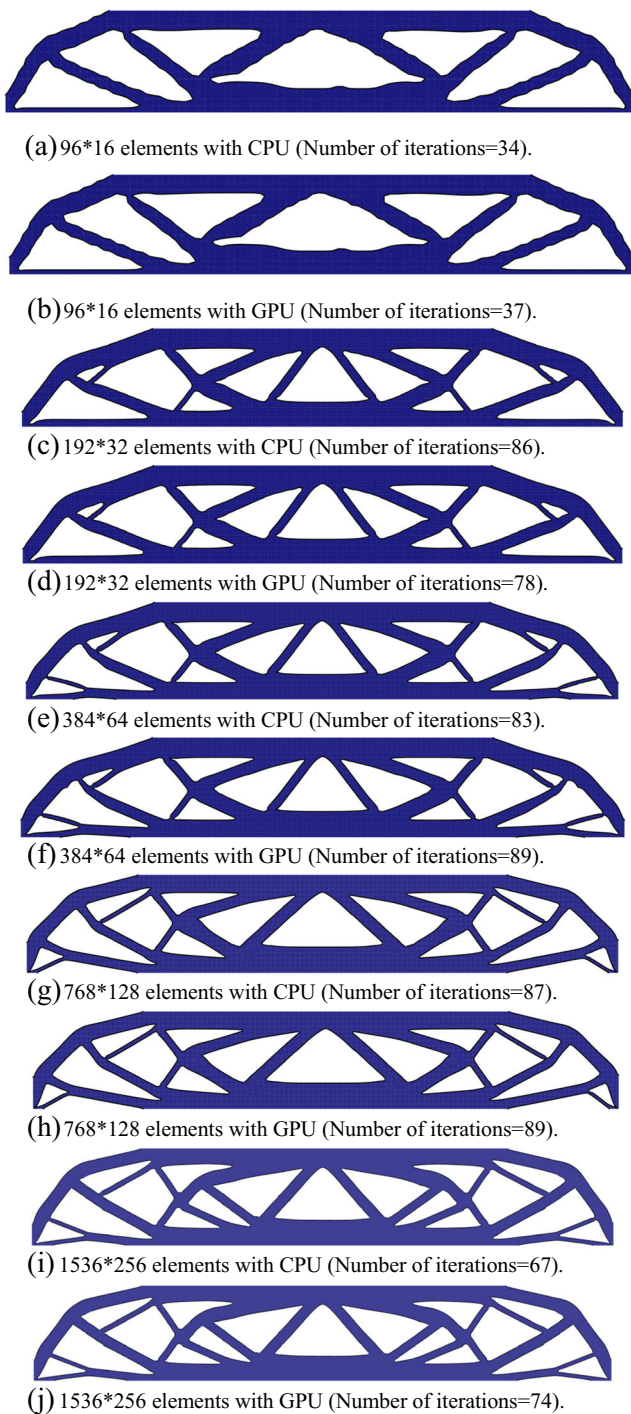 (a) 96*16 elements with CPU (Number of iterations=34).
(b) 96*16 elements with GPU (Number of iterations=37).
(c) 192*32 elements with CPU (Number of iterations=86).
(d) 192*32 elements with GPU (Number of iterations=78).
(e) 384*64 elements with CPU (Number of iterations=83).
(f) 384*64 elements with GPU (Number of iterations=89).
(g) 768*128 elements with CPU (Number of iterations=87).
(h) 768*128 elements with GPU (Number of iterations=89).
(i) 1536*256 elements with CPU (Number of iterations=67).
(j) 1536*256 elements with GPU (Number of iterations=74).